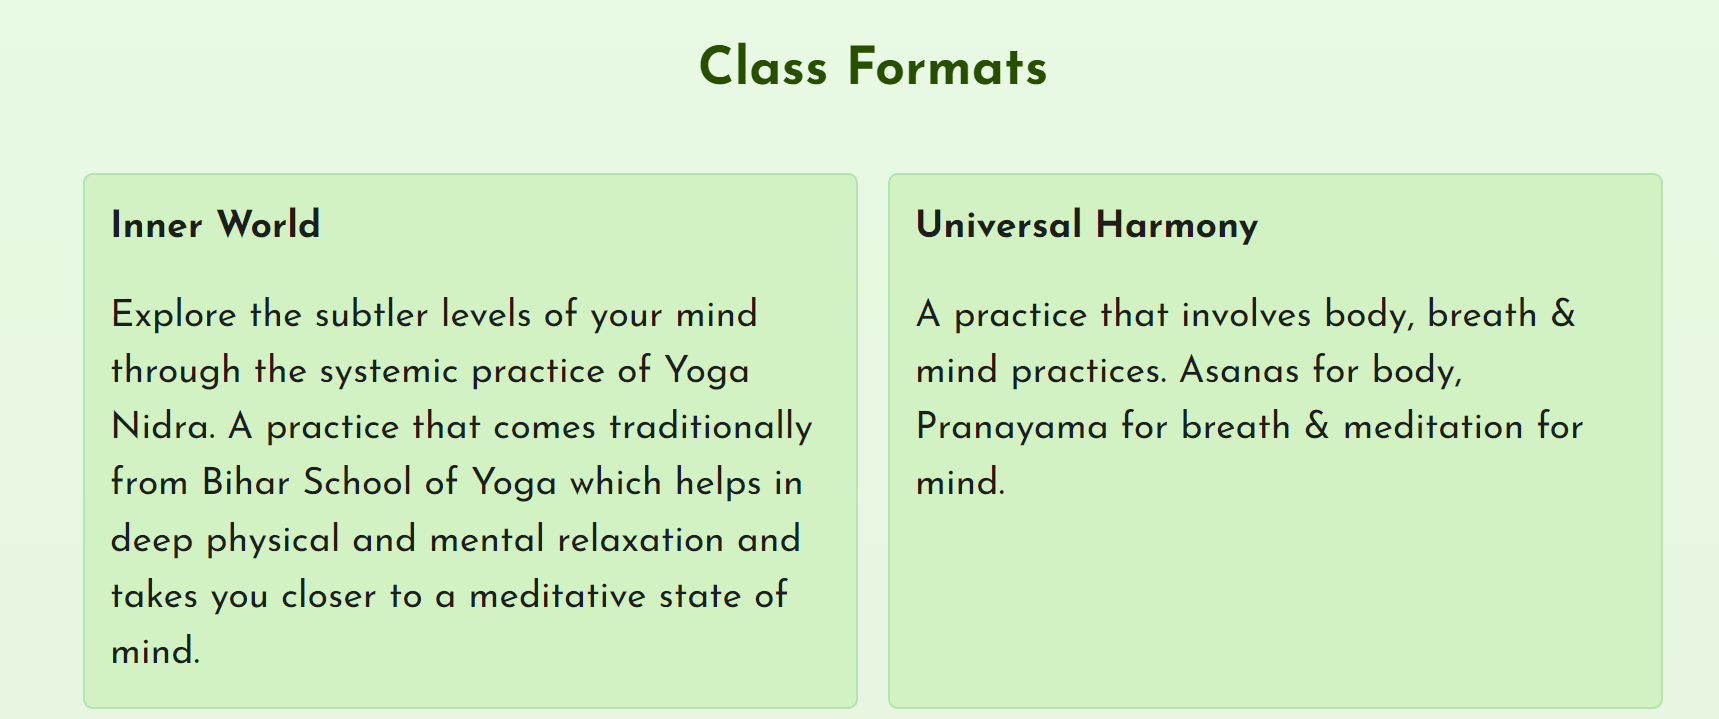 Class Formats
Inner World
Explore the subtler levels of your mind
through the systemic practice of Yoga
Nidra. A practice that comes traditionally
from Bihar School of Yoga which helps in
deep physical and mental relaxation and
takes you closer to a meditative state of
mind.
Universal Harmony
A practice that involves body, breath &
mind practices. Asanas for body,
Pranayama for breath & meditation for
mind.